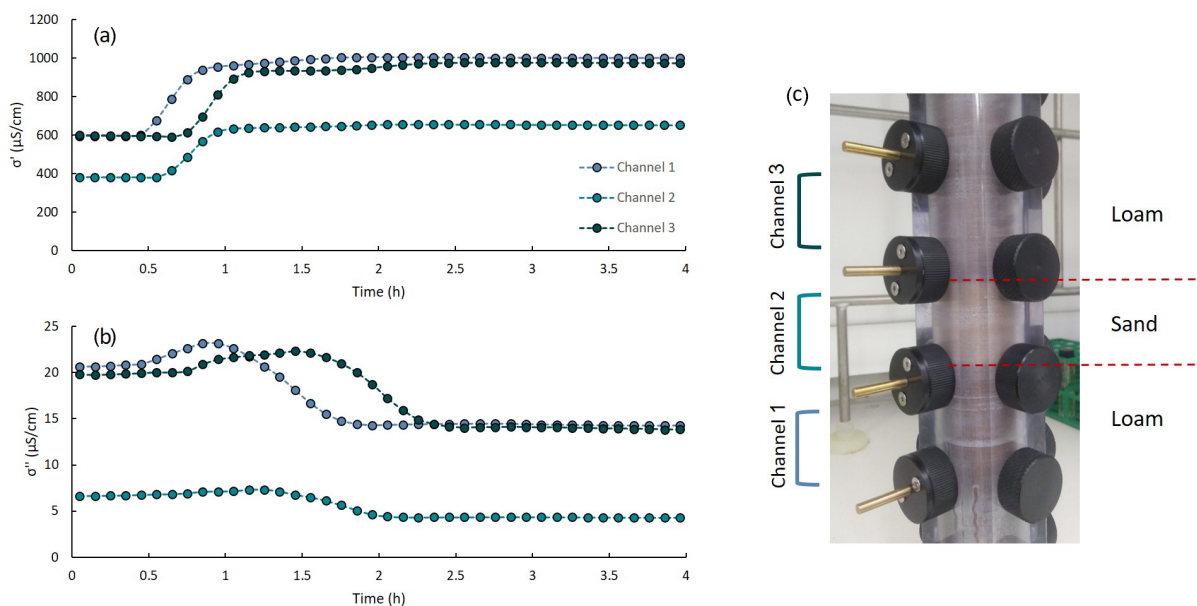 (a)
1200
1000
800
600
400
200
0
σ' (µS/cm)
Channel 1
Channel 2
Channel 3
0 0.5 1 1.5 2 2.5 3 3.5 4
Time (h)
(b)
25
20
15
10
5
0
σ'' (µS/cm)
0 0.5 1 1.5 2 2.5 3 3.5 4
Time (h)
(c)
Channel 3
Channel 2
Channel 1
Loam
Sand
Loam